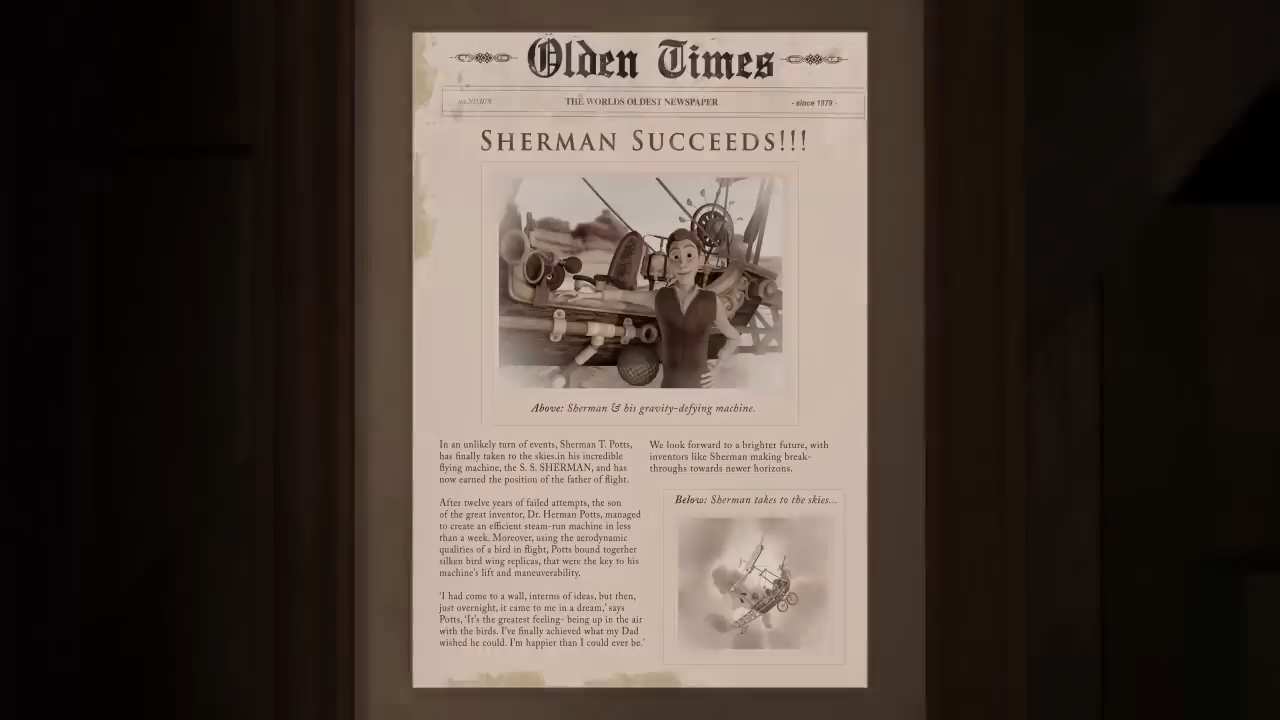 Olden Times
THE WORLDS OLDEST NEWSPAPER
- since 1879 -
SHERMAN SUCCEEDS!!!
Above: Sherman & his gravity-defying machine.
In an unlikely turn of events, Sherman T. Potts,
has finally taken to the skies.in his incredible
flying machine, the S. S. SHERMAN, and has
now earned the position of the father of flight.
After twelve years of failed attempts, the son
of the great inventor, Dr. Herman Potts, managed
to create an efficient steam-run machine in less
than a week. Moreover, using the aerodynamic
qualities of a bird in flight, Potts bound together
silken bird wing replicas, that were the key to his
machine's lift and maneuverability.
'I had come to a wall, interms of ideas, but then,
just overnight, it came to me in a dream,' says
Potts, 'It's the greatest feeling- being up in the air
with the birds. I've finally achieved what my Dad
wished he could. I'm happier than I could ever be.'
We look forward to a brighter future, with
inventors like Sherman making break-
throughs towards newer horizons.
Below: Sherman takes to the skies...